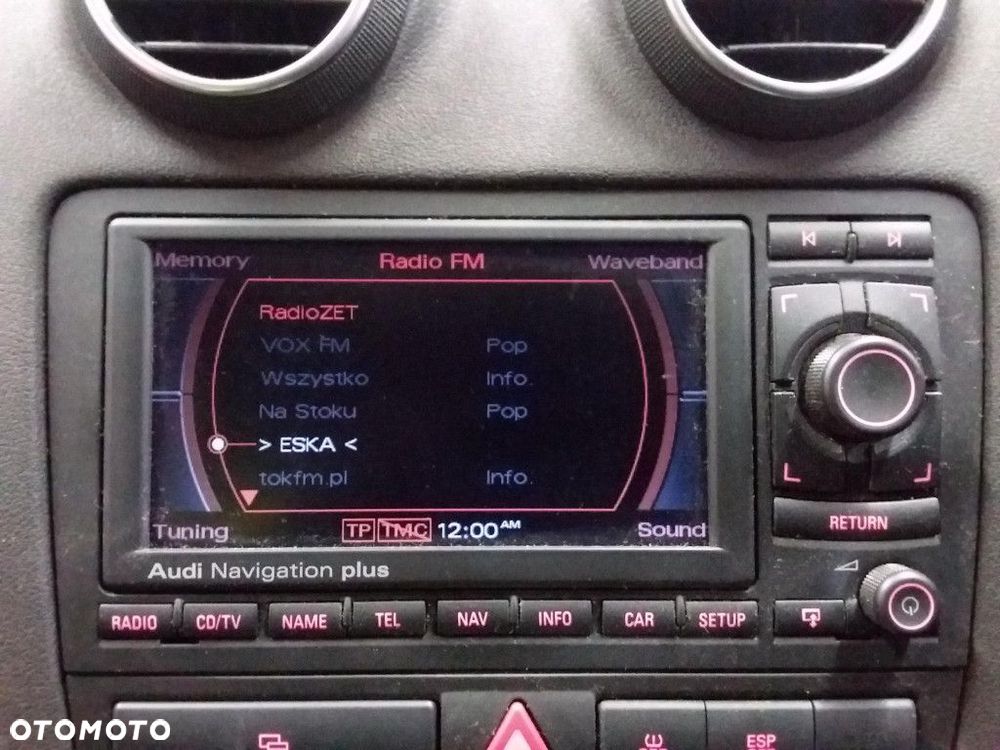 Memory Radio FM Waveband
RadioZET
VOX FM Pop
Wszystko Info.
Na Stoku Pop
> ESKA <
tokfm.pl Info.
Tuning TP TMC 12:00AM Sound
RETURN
Audi Navigation plus
RADIO CD/TV NAME TEL NAV INFO CAR SETUP
ESP
OTOMOTO